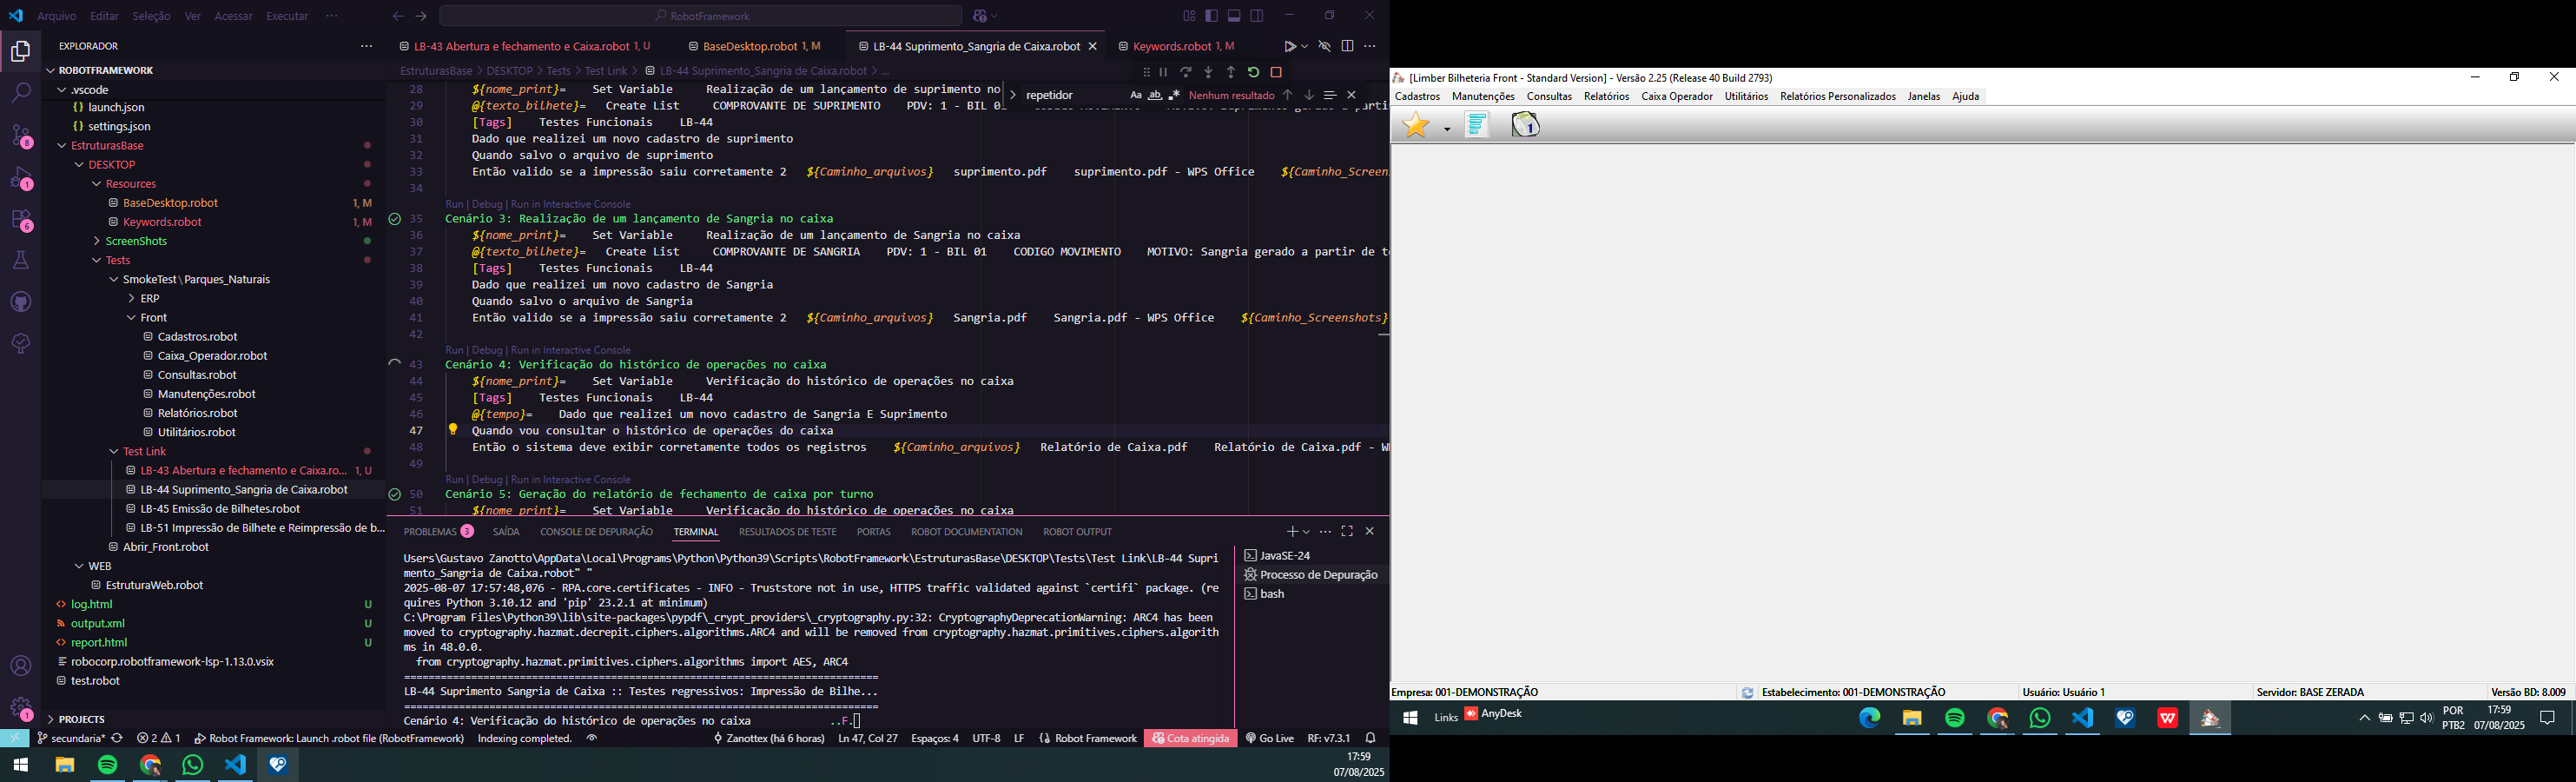 Arquivo Editar Seleção Ver Acessar Executar ···
RobotFramework
EXPLORADOR
ROBOTFRAMEWORK
.vscode
launch.json
settings.json
EstruturasBase
DESKTOP
Resources
BaseDesktop.robot 1, M
Keywords.robot 1, M
ScreenShots
Tests
SmokeTest\Parques_Naturais
ERP
Front
Cadastros.robot
Caixa_Operador.robot
Consultas.robot
Manutenções.robot
Relatórios.robot
Utilitários.robot
Test Link
LB-43 Abertura e fechamento e Caixa.ro... 1, U
LB-44 Suprimento_Sangria de Caixa.robot
LB-45 Emissão de Bilhetes.robot
LB-51 Impressão de Bilhete e Reimpressão de b...
Abrir_Front.robot
WEB
EstruturaWeb.robot
log.html U
output.xml U
report.html U
robocorp.robotframework-lsp-1.13.0.vsix
test.robot
PROJECTS
8
1
6
1
LB-43 Abertura e fechamento e Caixa.robot 1, U
BaseDesktop.robot 1, M
LB-44 Suprimento_Sangria de Caixa.robot
Keywords.robot 1, M
EstruturasBase > DESKTOP > Tests > Test Link > LB-44 Suprimento_Sangria de Caixa.robot > ...
repetidor Aa ab .* Nenhum resultado
28 ${nome_print}= Set Variable Realização de um lançamento de suprimento no
29 @{texto_bilhete}= Create List COMPROVANTE DE SUPRIMENTO PDV: 1 - BIL 01
30 [Tags] Testes Funcionais LB-44
31 Dado que realizei um novo cadastro de suprimento
32 Quando salvo o arquivo de suprimento
33 Então valido se a impressão saiu corretamente 2 ${Caminho_arquivos} suprimento.pdf suprimento.pdf - WPS Office ${Caminho_Screen
34
Run | Debug | Run in Interactive Console
35 Cenário 3: Realização de um lançamento de Sangria no caixa
36 ${nome_print}= Set Variable Realização de um lançamento de Sangria no caixa
37 @{texto_bilhete}= Create List COMPROVANTE DE SANGRIA PDV: 1 - BIL 01 CODIGO MOVIMENTO MOTIVO: Sangria gerado a partir de t
38 [Tags] Testes Funcionais LB-44
39 Dado que realizei um novo cadastro de Sangria
40 Quando salvo o arquivo de Sangria
41 Então valido se a impressão saiu corretamente 2 ${Caminho_arquivos} Sangria.pdf Sangria.pdf - WPS Office ${Caminho_Screenshots}
42
Run | Debug | Run in Interactive Console
43 Cenário 4: Verificação do histórico de operações no caixa
44 ${nome_print}= Set Variable Verificação do histórico de operações no caixa
45 [Tags] Testes Funcionais LB-44
46 @{tempo}= Dado que realizei um novo cadastro de Sangria E Suprimento
47 Quando vou consultar o histórico de operações do caixa
48 Então o sistema deve exibir corretamente todos os registros ${Caminho_arquivos} Relatório de Caixa.pdf Relatório de Caixa.pdf - W
49
Run | Debug | Run in Interactive Console
50 Cenário 5: Geração do relatório de fechamento de caixa por turno
51 ${nome_print}= Set Variable Verificação do histórico de operações no caixa
PROBLEMAS 3 SAÍDA CONSOLE DE DEPURAÇÃO TERMINAL RESULTADOS DE TESTE PORTAS ROBOT DOCUMENTATION ROBOT OUTPUT
Users\Gustavo Zanotto\AppData\Local\Programs\Python\Python39\Scripts\RobotFramework\EstruturasBase\DESKTOP\Tests\Test Link\LB-44 Supri
mento_Sangria de Caixa.robot" "
2025-08-07 17:57:48,076 - RPA.core.certificates - INFO - Truststore not in use, HTTPS traffic validated against `certifi` package. (re
quires Python 3.10.12 and 'pip' 23.2.1 at minimum)
C:\Program Files\Python39\lib\site-packages\pypdf\_crypt_providers\_cryptography.py:32: CryptographyDeprecationWarning: ARC4 has been
moved to cryptography.hazmat.decrepit.ciphers.algorithms.ARC4 and will be removed from cryptography.hazmat.primitives.ciphers.algorith
ms in 48.0.0.
from cryptography.hazmat.primitives.ciphers.algorithms import AES, ARC4
==============================================================================
LB-44 Suprimento Sangria de Caixa :: Testes regressivos: Impressão de Bilhe...
==============================================================================
Cenário 4: Verificação do histórico de operações no caixa ..F.
JavaSE-24
Processo de Depuração
bash
secundaria* 2 1 Robot Framework: Launch .robot file (RobotFramework) Indexing completed. Zanottex (há 6 horas) Ln 47, Col 27 Espaços: 4 UTF-8 LF Robot Framework Cota atingida Go Live RF: v7.3.1
17:59
07/08/2025
[Limber Bilheteria Front - Standard Version] - Versão 2.25 (Release 40 Build 2793)
Cadastros Manutenções Consultas Relatórios Caixa Operador Utilitários Relatórios Personalizados Janelas Ajuda
1
Empresa: 001-DEMONSTRAÇÃO Estabelecimento: 001-DEMONSTRAÇÃO Usuário: Usuário 1 Servidor: BASE ZERADA Versão BD: 8.009
Links AnyDesk
POR
PTB2
17:59
07/08/2025